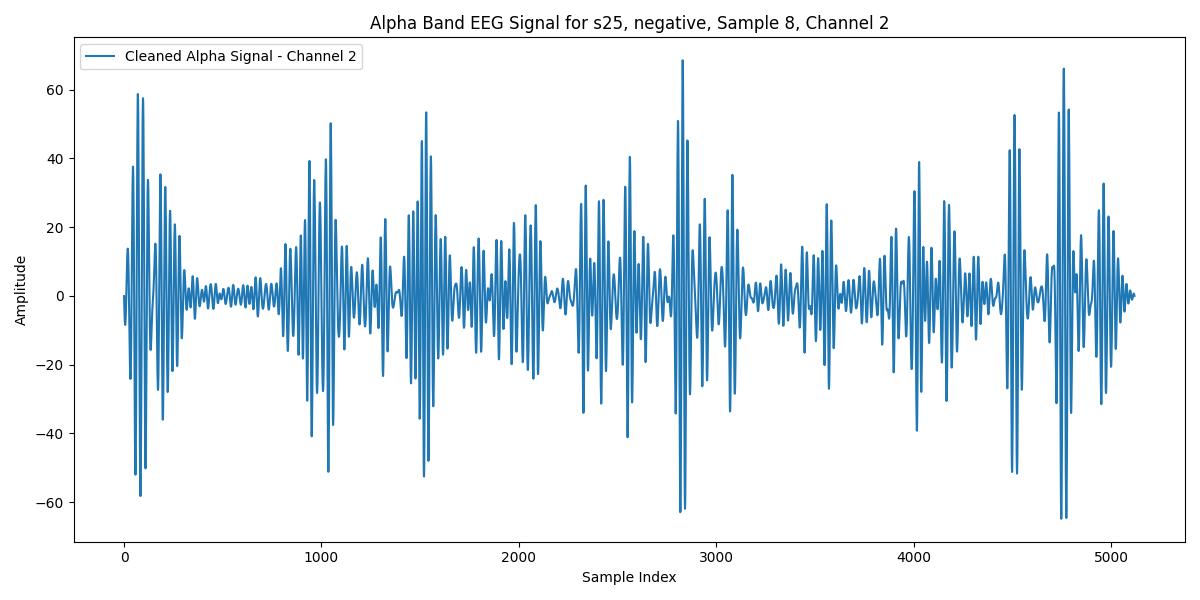 Alpha Band EEG Signal for s25, negative, Sample 8, Channel 2
Cleaned Alpha Signal - Channel 2
Amplitude
60
40
20
0
−20
−40
−60
0 1000 2000 3000 4000 5000
Sample Index